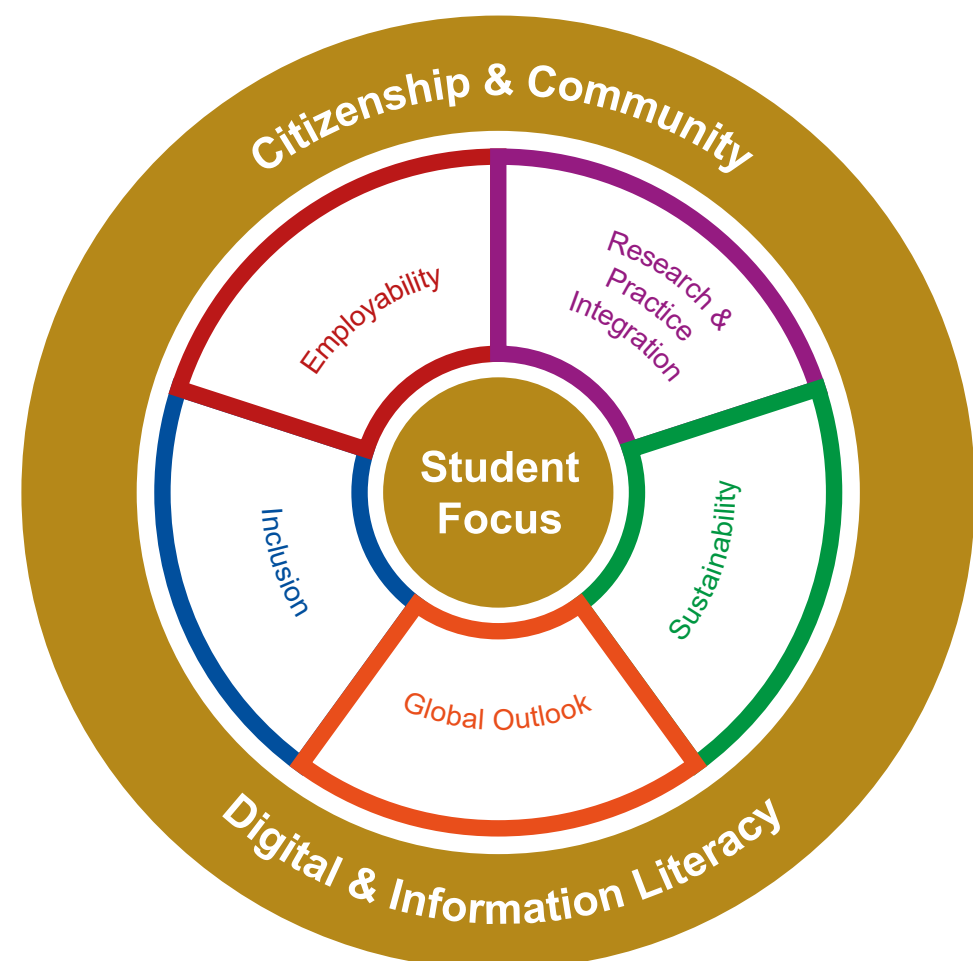 Citizenship & Community
Employability
Research &
Practice
Integration
Student
Focus
Inclusion
Sustainability
Global Outlook
Digital & Information Literacy